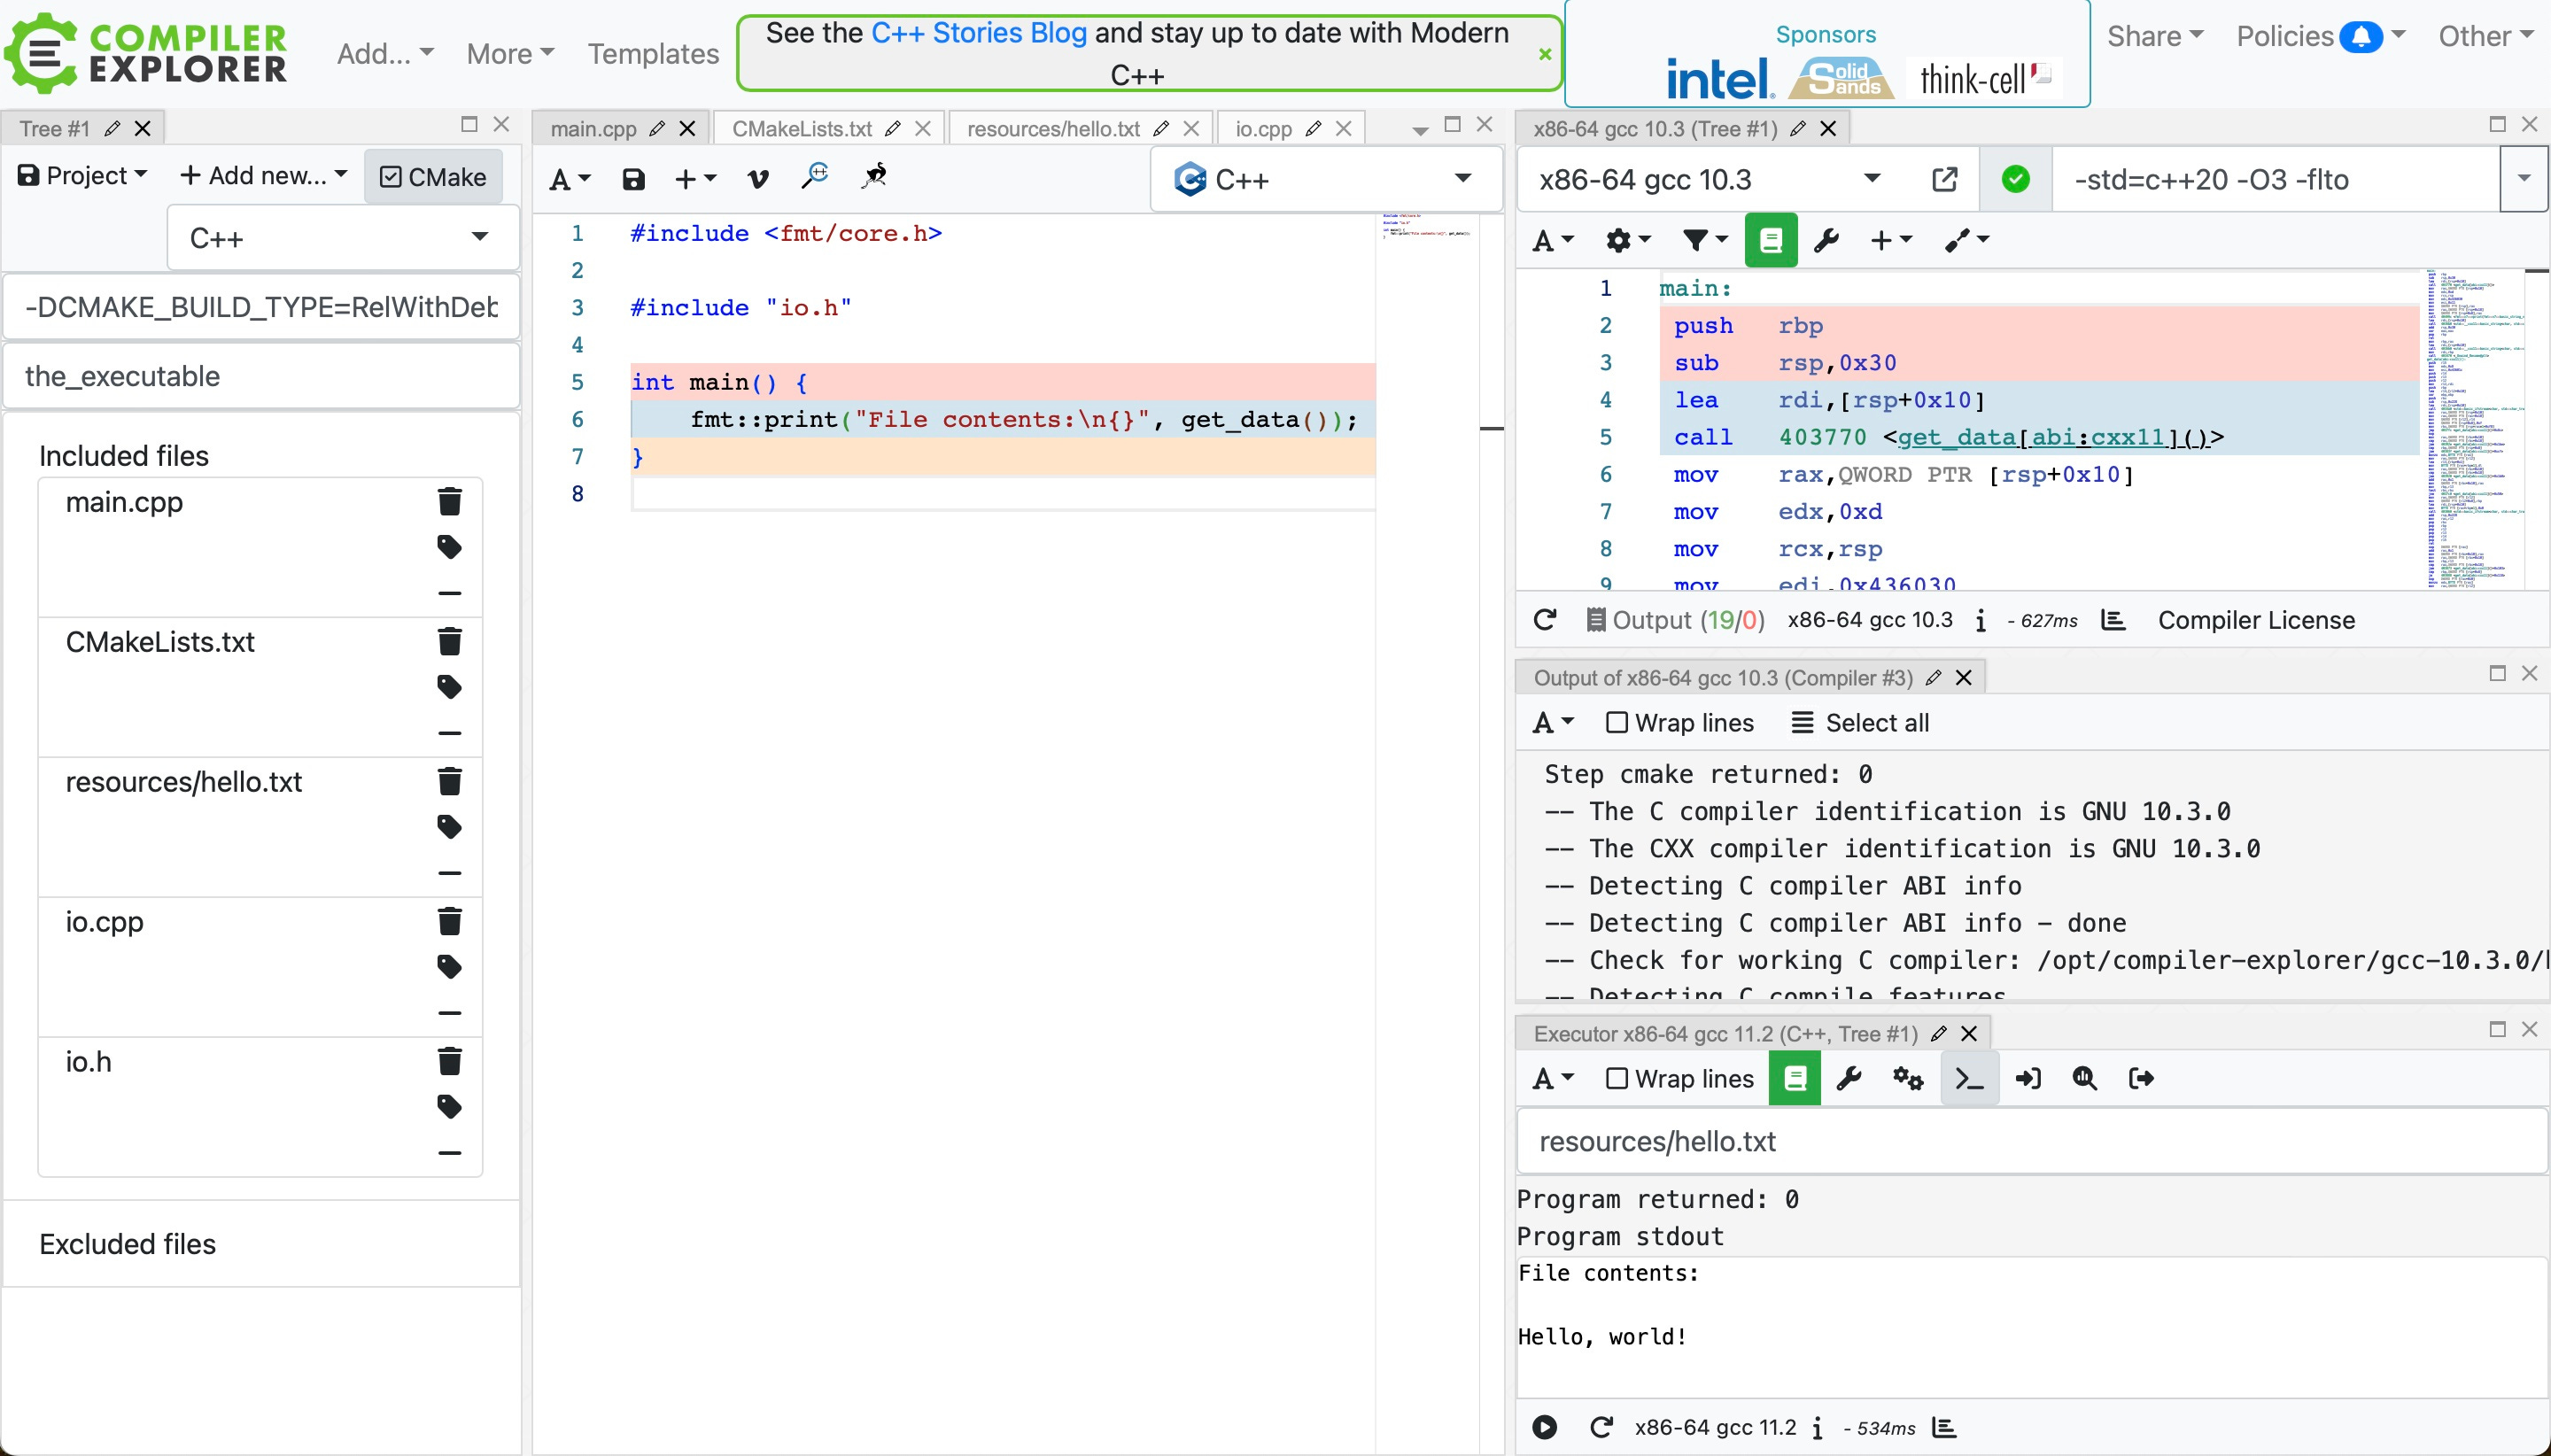 COMPILER
EXPLORER
Add...
More
Templates
See the C++ Stories Blog and stay up to date with Modern
C++
Sponsors
intel.
Solid
Sands
think-cell
Share
Policies
Other
Tree #1
Project
Add new...
CMake
C++
-DCMAKE_BUILD_TYPE=RelWithDeb
the_executable
Included files
main.cpp
CMakeLists.txt
resources/hello.txt
io.cpp
io.h
Excluded files
main.cpp
CMakeLists.txt
resources/hello.txt
io.cpp
A
C++
1 #include <fmt/core.h>
2
3 #include "io.h"
4
5 int main() {
6 fmt::print("File contents:\n{}", get_data());
7 }
8
x86-64 gcc 10.3 (Tree #1)
x86-64 gcc 10.3
-std=c++20 -O3 -flto
A
1 main:
2 push rbp
3 sub rsp,0x30
4 lea rdi,[rsp+0x10]
5 call 403770 <get_data[abi:cxx11]()>
6 mov rax,QWORD PTR [rsp+0x10]
7 mov edx,0xd
8 mov rcx,rsp
9 mov edi,0x436030
Output (19/0) x86-64 gcc 10.3 i - 627ms Compiler License
Output of x86-64 gcc 10.3 (Compiler #3)
A Wrap lines Select all
Step cmake returned: 0
-- The C compiler identification is GNU 10.3.0
-- The CXX compiler identification is GNU 10.3.0
-- Detecting C compiler ABI info
-- Detecting C compiler ABI info - done
-- Check for working C compiler: /opt/compiler-explorer/gcc-10.3.0/
-- Detecting C compile features
Executor x86-64 gcc 11.2 (C++, Tree #1)
A Wrap lines
resources/hello.txt
Program returned: 0
Program stdout
File contents:
Hello, world!
x86-64 gcc 11.2 i - 534ms